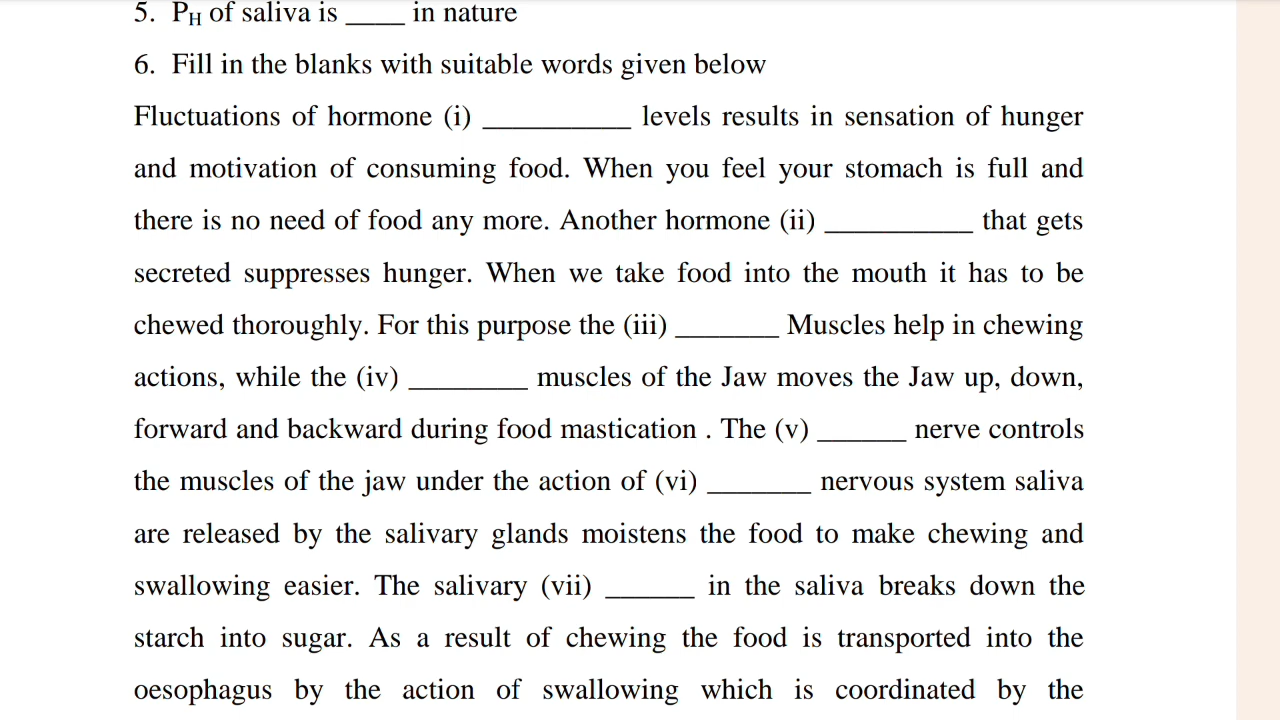 5. PH of saliva is ____ in nature
6. Fill in the blanks with suitable words given below
Fluctuations of hormone (i) __________ levels results in sensation of hunger
and motivation of consuming food. When you feel your stomach is full and
there is no need of food any more. Another hormone (ii) __________ that gets
secreted suppresses hunger. When we take food into the mouth it has to be
chewed thoroughly. For this purpose the (iii) _______ Muscles help in chewing
actions, while the (iv) ________ muscles of the Jaw moves the Jaw up, down,
forward and backward during food mastication . The (v) ______ nerve controls
the muscles of the jaw under the action of (vi) _______ nervous system saliva
are released by the salivary glands moistens the food to make chewing and
swallowing easier. The salivary (vii) ______ in the saliva breaks down the
starch into sugar. As a result of chewing the food is transported into the
oesophagus by the action of swallowing which is coordinated by the